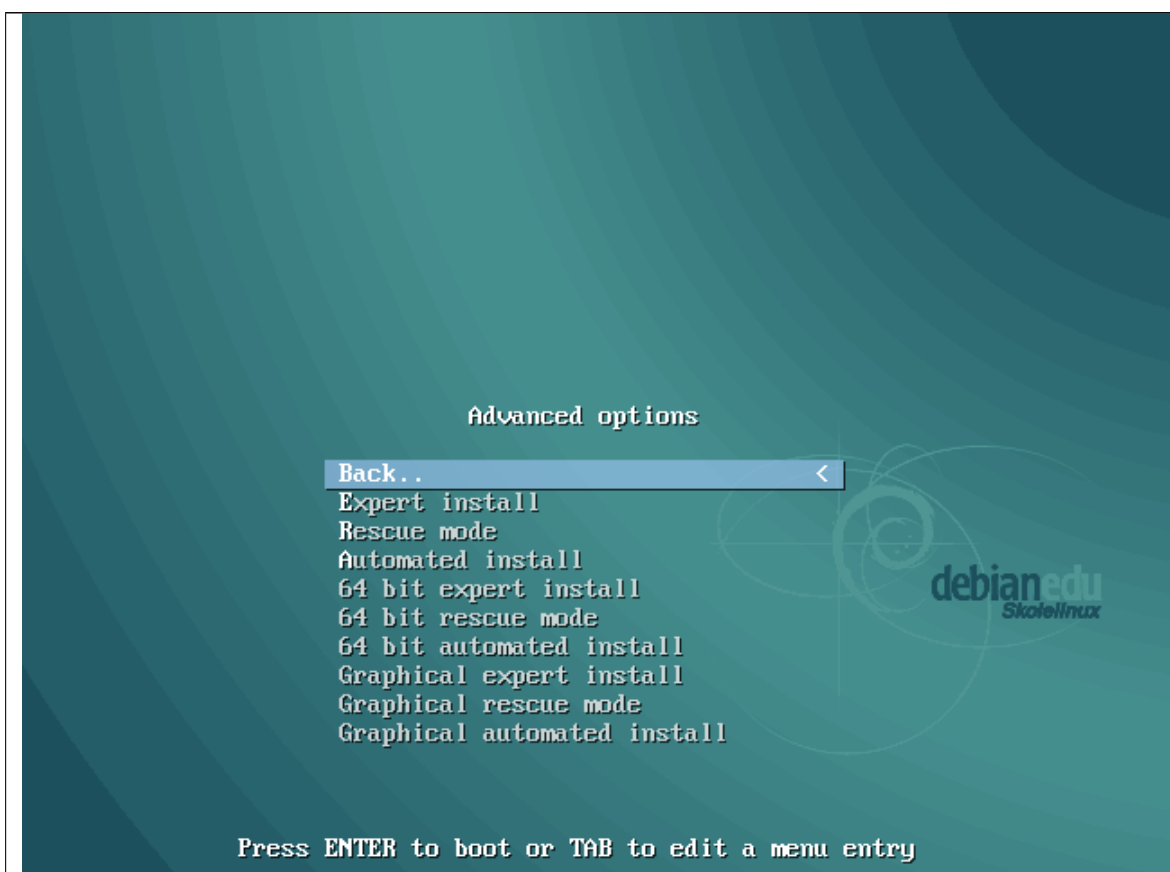 Advanced options
Back.. <
Expert install
Rescue mode
Automated install
64 bit expert install
64 bit rescue mode
64 bit automated install
Graphical expert install
Graphical rescue mode
Graphical automated install
debianedu
Skolelinux
Press ENTER to boot or TAB to edit a menu entry